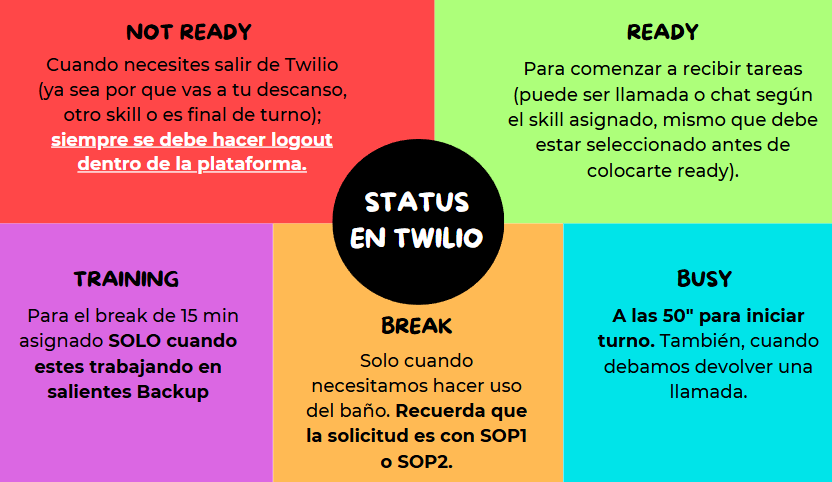 NOT READY
Cuando necesites salir de Twilio
(ya sea por que vas a tu descanso,
otro skill o es final de turno);
siempre se debe hacer logout
dentro de la plataforma.
READY
Para comenzar a recibir tareas
(puede ser llamada o chat según
el skill asignado, mismo que debe
estar seleccionado antes de
colocarte ready).
STATUS
EN TWILIO
TRAINING
Para el break de 15 min
asignado SOLO cuando
estes trabajando en
salientes Backup
BREAK
Solo cuando
necesitamos hacer uso
del baño. Recuerda que
la solicitud es con SOP1
o SOP2.
BUSY
A las 50" para iniciar
turno. También, cuando
debamos devolver una
llamada.